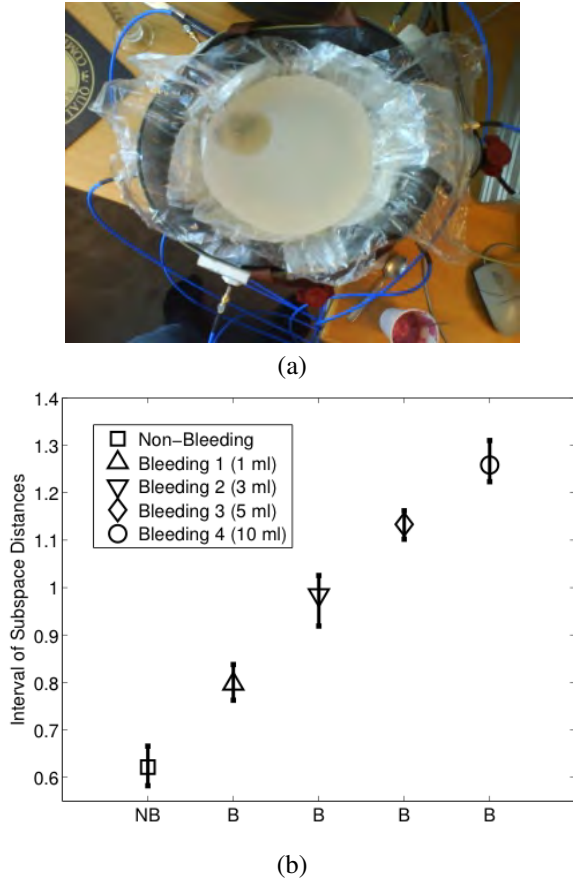 QUAL
COM
(a)
1.4
1.3
1.2
1.1
1
0.9
0.8
0.7
0.6
Interval of Subspace Distances
Non-Bleeding
Bleeding 1 (1 ml)
Bleeding 2 (3 ml)
Bleeding 3 (5 ml)
Bleeding 4 (10 ml)
NB B B B B
(b)